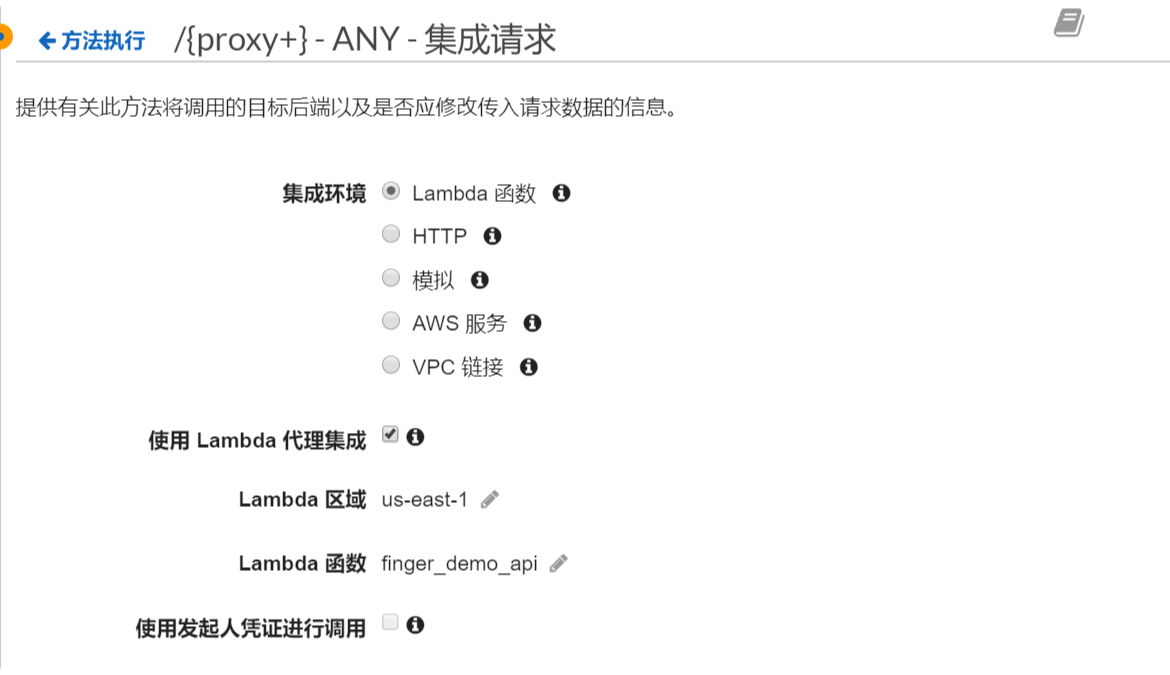 方法执行 /{proxy+} - ANY - 集成请求
提供有关此方法将调用的目标后端以及是否应修改传入请求数据的信息。
集成环境 Lambda 函数
HTTP
模拟
AWS 服务
VPC 链接
使用 Lambda 代理集成
Lambda 区域 us-east-1
Lambda 函数 finger_demo_api
使用发起人凭证进行调用